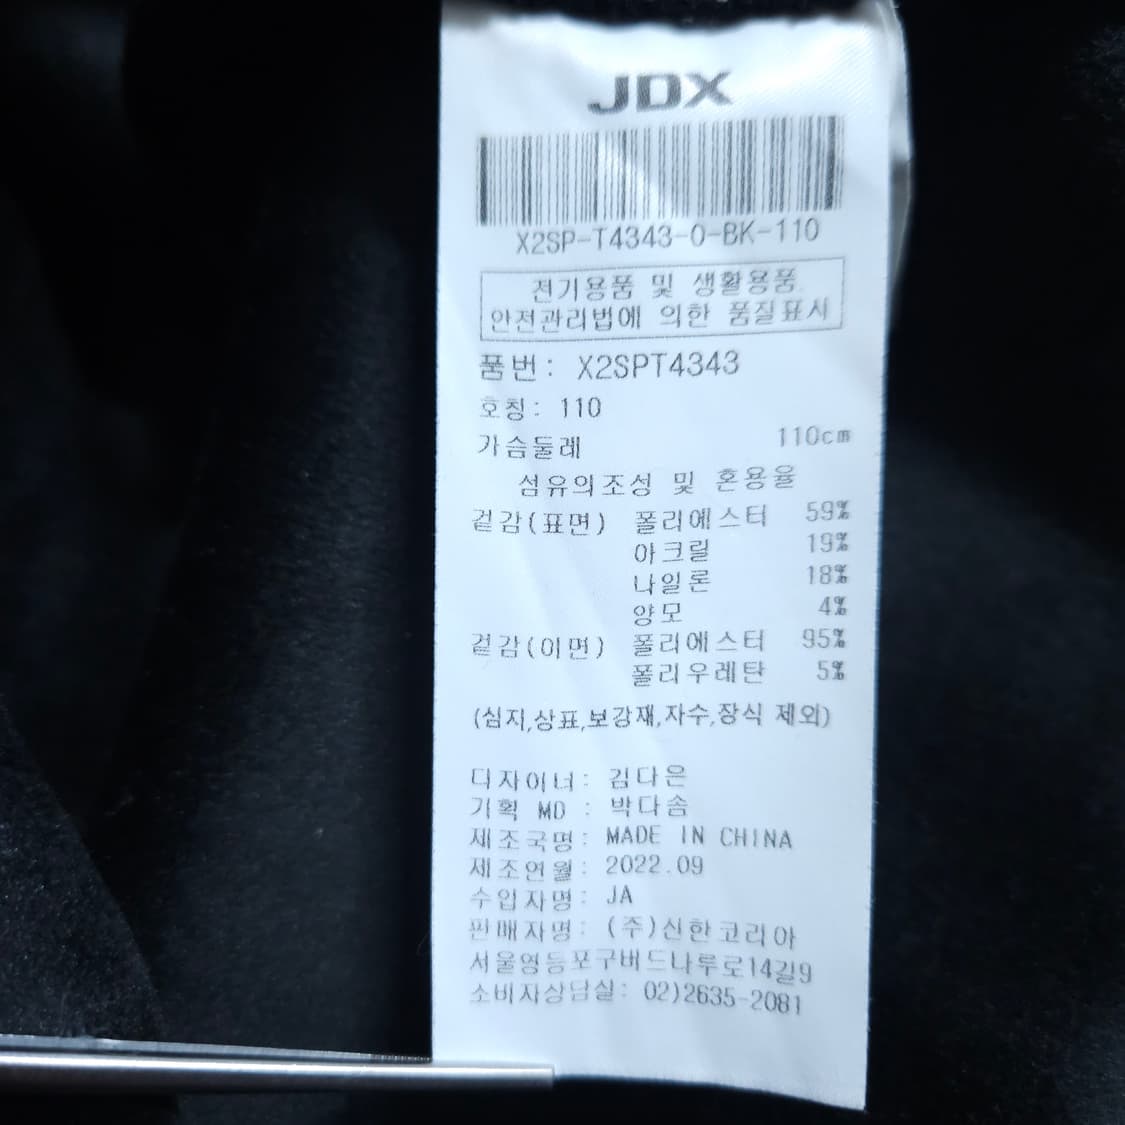 JDX
X2SP-T4343-0-BK-110
전기용품 및 생활용품
안전관리법에 의한 품질표시
품번: X2SPT4343
호칭: 110
가슴둘레 110cm
섬유의조성 및 혼용율
겉감(표면) 폴리에스터 59%
아크릴 19%
나일론 18%
양모 4%
겉감(이면) 폴리에스터 95%
폴리우레탄 5%
(심지,상표,보강재,자수,장식 제외)
디자이너: 김다은
기획 MD : 박다솜
제조국명: MADE IN CHINA
제조연월: 2022.09
수입자명: JA
판매자명: (주)신한코리아
서울영등포구버드나루로14길9
소비자상담실: 02)2635-2081